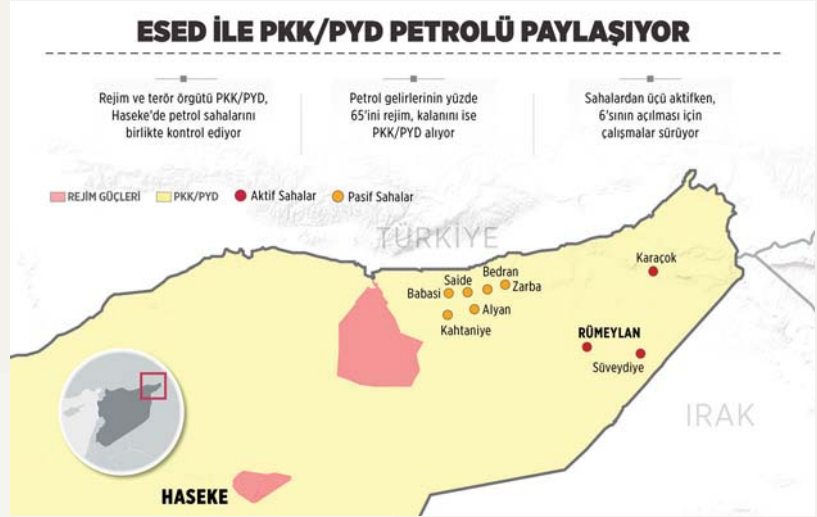 ESED İLE PKK/PYD PETROLÜ PAYLAŞIYOR
Rejim ve terör örgütü PKK/PYD,
Haseke'de petrol sahalarını
birlikte kontrol ediyor
Petrol gelirlerinin yüzde
65'ini rejim, kalanını ise
PKK/PYD alıyor
Sahalardan üçü aktifken,
6'sının açılması için
çalışmalar sürüyor
REJİM GÜÇLERİ PKK/PYD Aktif Sahalar Pasif Sahalar
TÜRKİYE
Karaçok
Bedran
Saide
Babasi
Zarba
Alyan
Kahtaniye
RÜMEYLAN
Süveydiye
IRAK
HASEKE